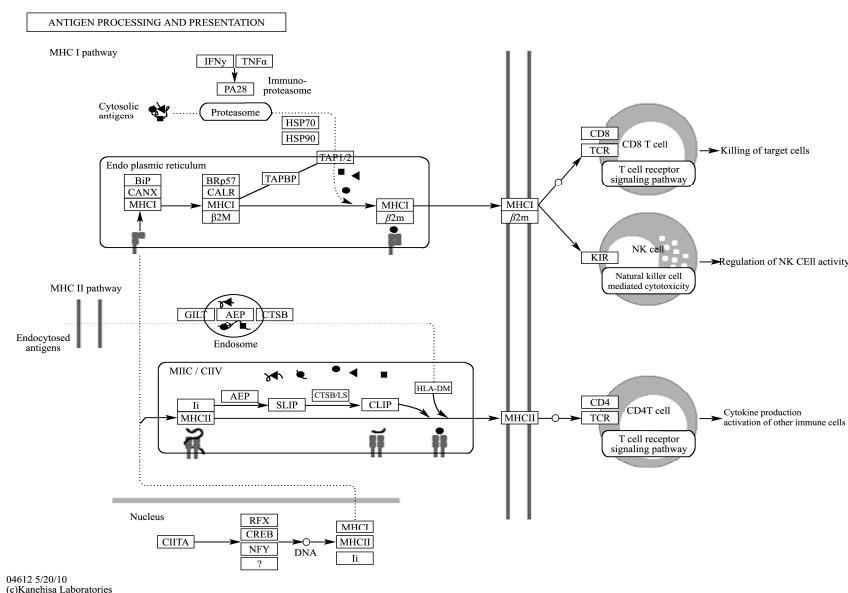 ANTIGEN PROCESSING AND PRESENTATION
MHC I pathway
IFNγ
TNFα
PA28
Immuno-
proteasome
Cytosolic
antigens
Proteasome
HSP70
HSP90
Endo plasmic reticulum
TAP1/2
TAPBP
BiP
CANX
MHCI
BRp57
CALR
MHCI
β2M
MHCI
β2m
MHCI
β2m
CD8
TCR
CD8 T cell
T cell receptor
signaling pathway
Killing of target cells
KIR
NK cell
Natural killer cell
mediated cytotoxicity
Regulation of NK CEll activity
MHC II pathway
Endocytosed
antigens
GILT
AEP
CTSB
Endosome
MIIC / CIIV
Ii
MHCII
AEP
SLIP
CTSB/LS
CLIP
HLA-DM
MHCII
CD4
TCR
CD4T cell
T cell receptor
signaling pathway
Cytokine production
activation of other immune cells
Nucleus
CIITA
RFX
CREB
NFY
?
DNA
MHCI
MHCII
Ii
04612 5/20/10
(c)Kanehisa Laboratories